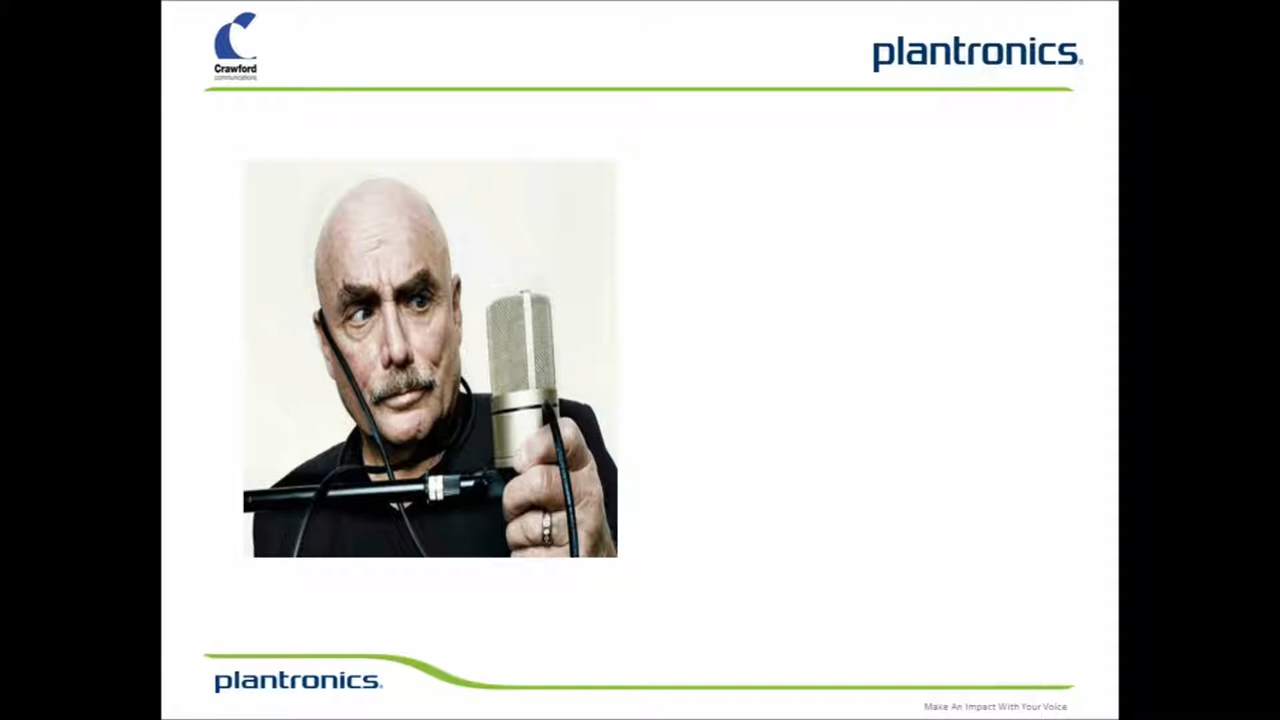 Crawford
communications
plantronics®
plantronics®
Make An Impact With Your Voice